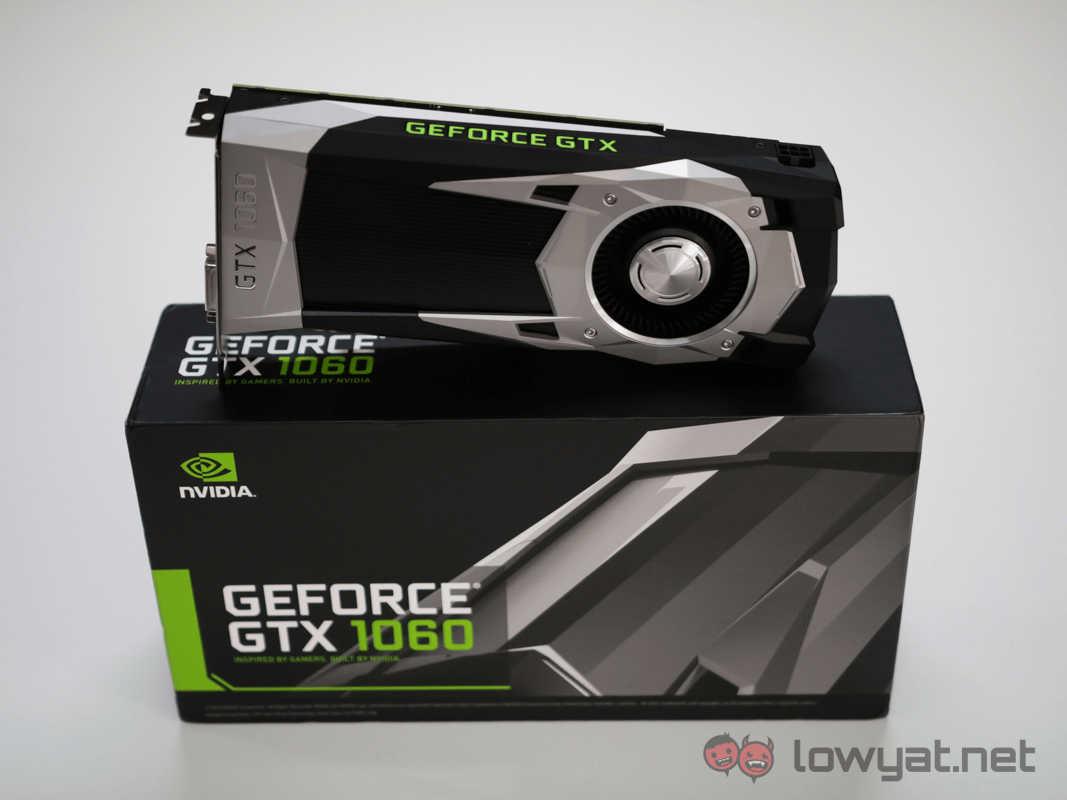 GEFORCE GTX
GTX 1060
GEFORCE®
GTX 1060
INSPIRED BY GAMERS. BUILT BY NVIDIA.
NVIDIA.
GEFORCE®
GTX 1060
INSPIRED BY GAMERS. BUILT BY NVIDIA
lowyat.net